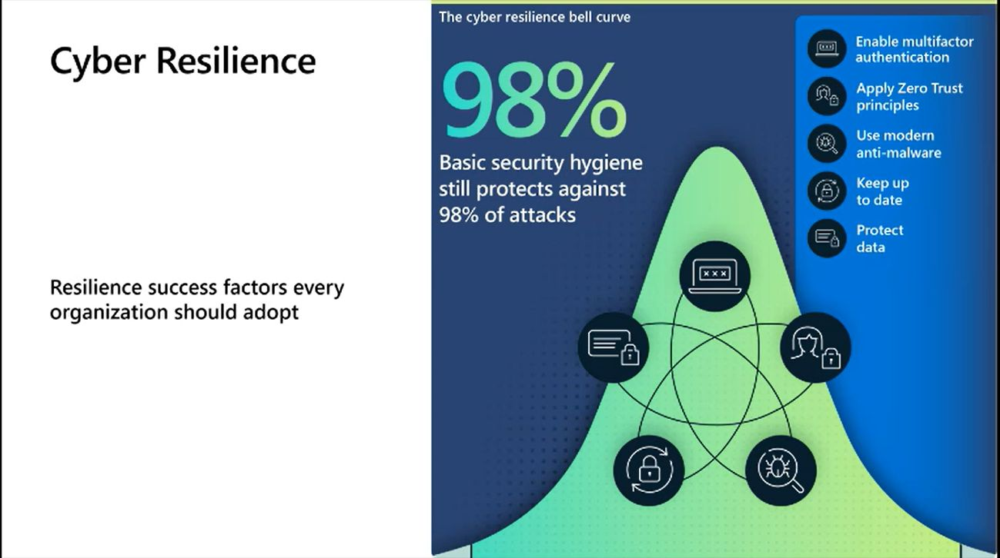 Cyber Resilience
Resilience success factors every
organization should adopt
The cyber resilience bell curve
98%
Basic security hygiene
still protects against
98% of attacks
Enable multifactor
authentication
Apply Zero Trust
principles
Use modern
anti-malware
Keep up
to date
Protect
data